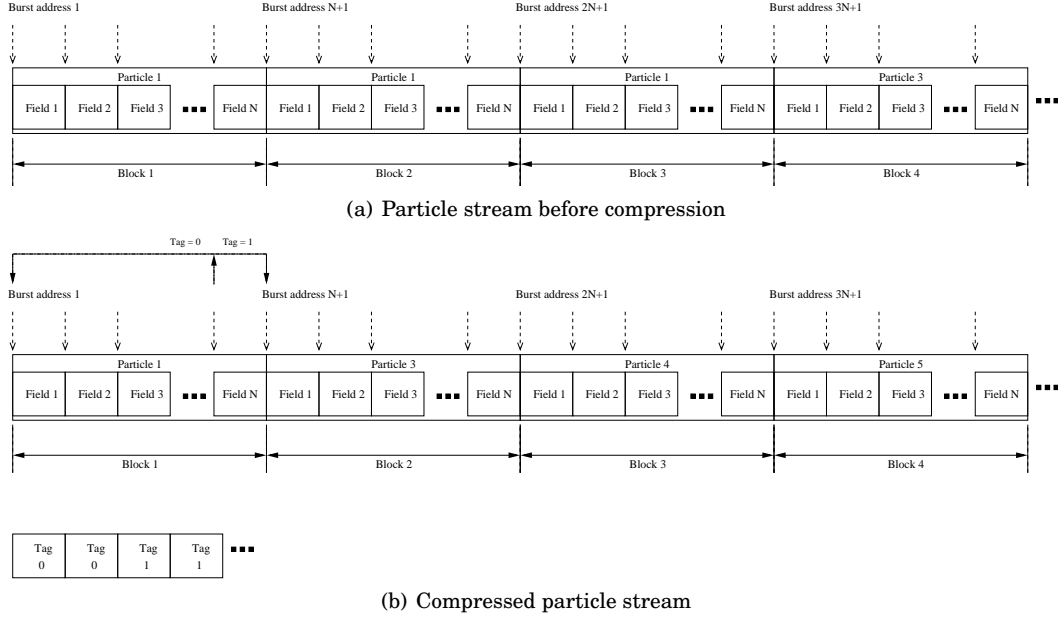 Burst address 1 Burst address N+1 Burst address 2N+1 Burst address 3N+1
Particle 1 Particle 1 Particle 1 Particle 3
Field 1 Field 2 Field 3 Field N Field 1 Field 2 Field 3 Field N Field 1 Field 2 Field 3 Field N Field 1 Field 2 Field 3 Field N
Block 1 Block 2 Block 3 Block 4
(a) Particle stream before compression
Tag = 0 Tag = 1
Burst address 1 Burst address N+1 Burst address 2N+1 Burst address 3N+1
Particle 1 Particle 3 Particle 4 Particle 5
Field 1 Field 2 Field 3 Field N Field 1 Field 2 Field 3 Field N Field 1 Field 2 Field 3 Field N Field 1 Field 2 Field 3 Field N
Block 1 Block 2 Block 3 Block 4
Tag Tag Tag Tag
0 0 1 1
(b) Compressed particle stream